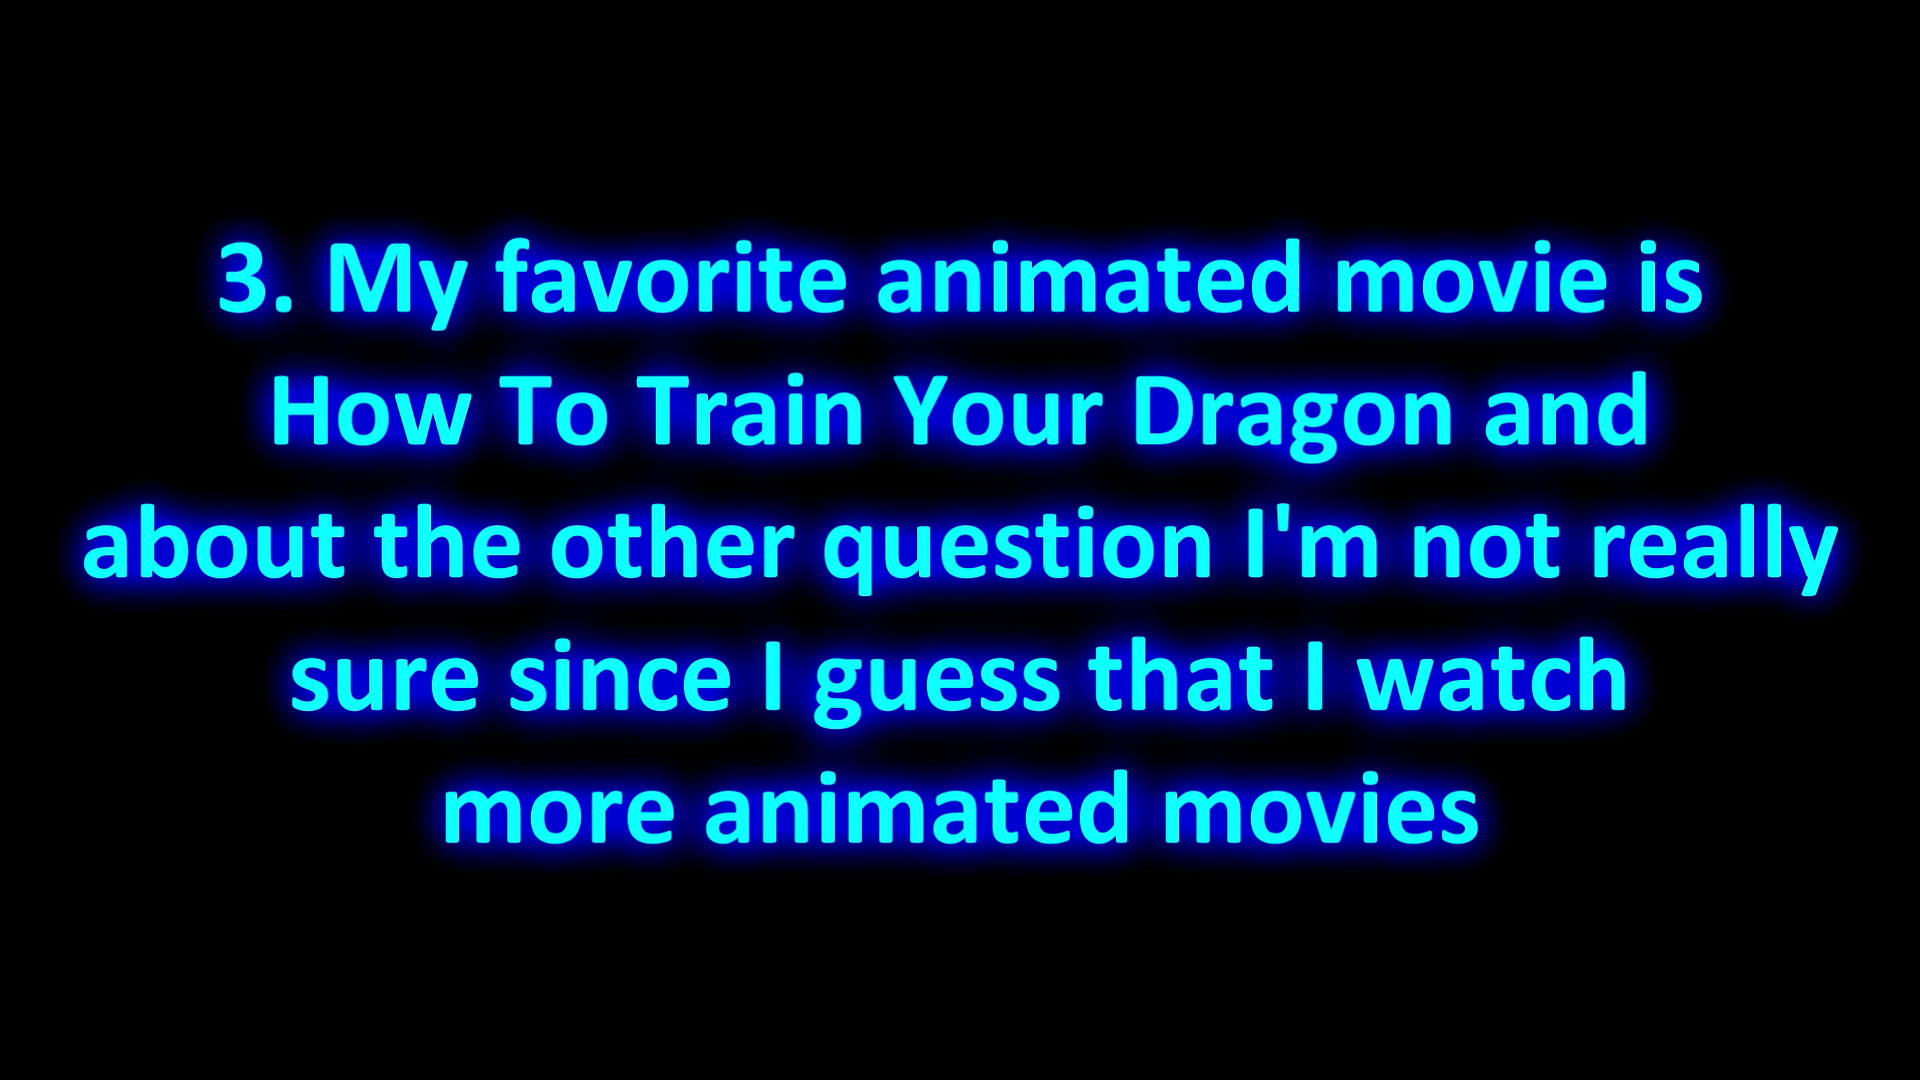 3. My favorite animated movie is
How To Train Your Dragon and
about the other question I'm not really
sure since I guess that I watch
more animated movies